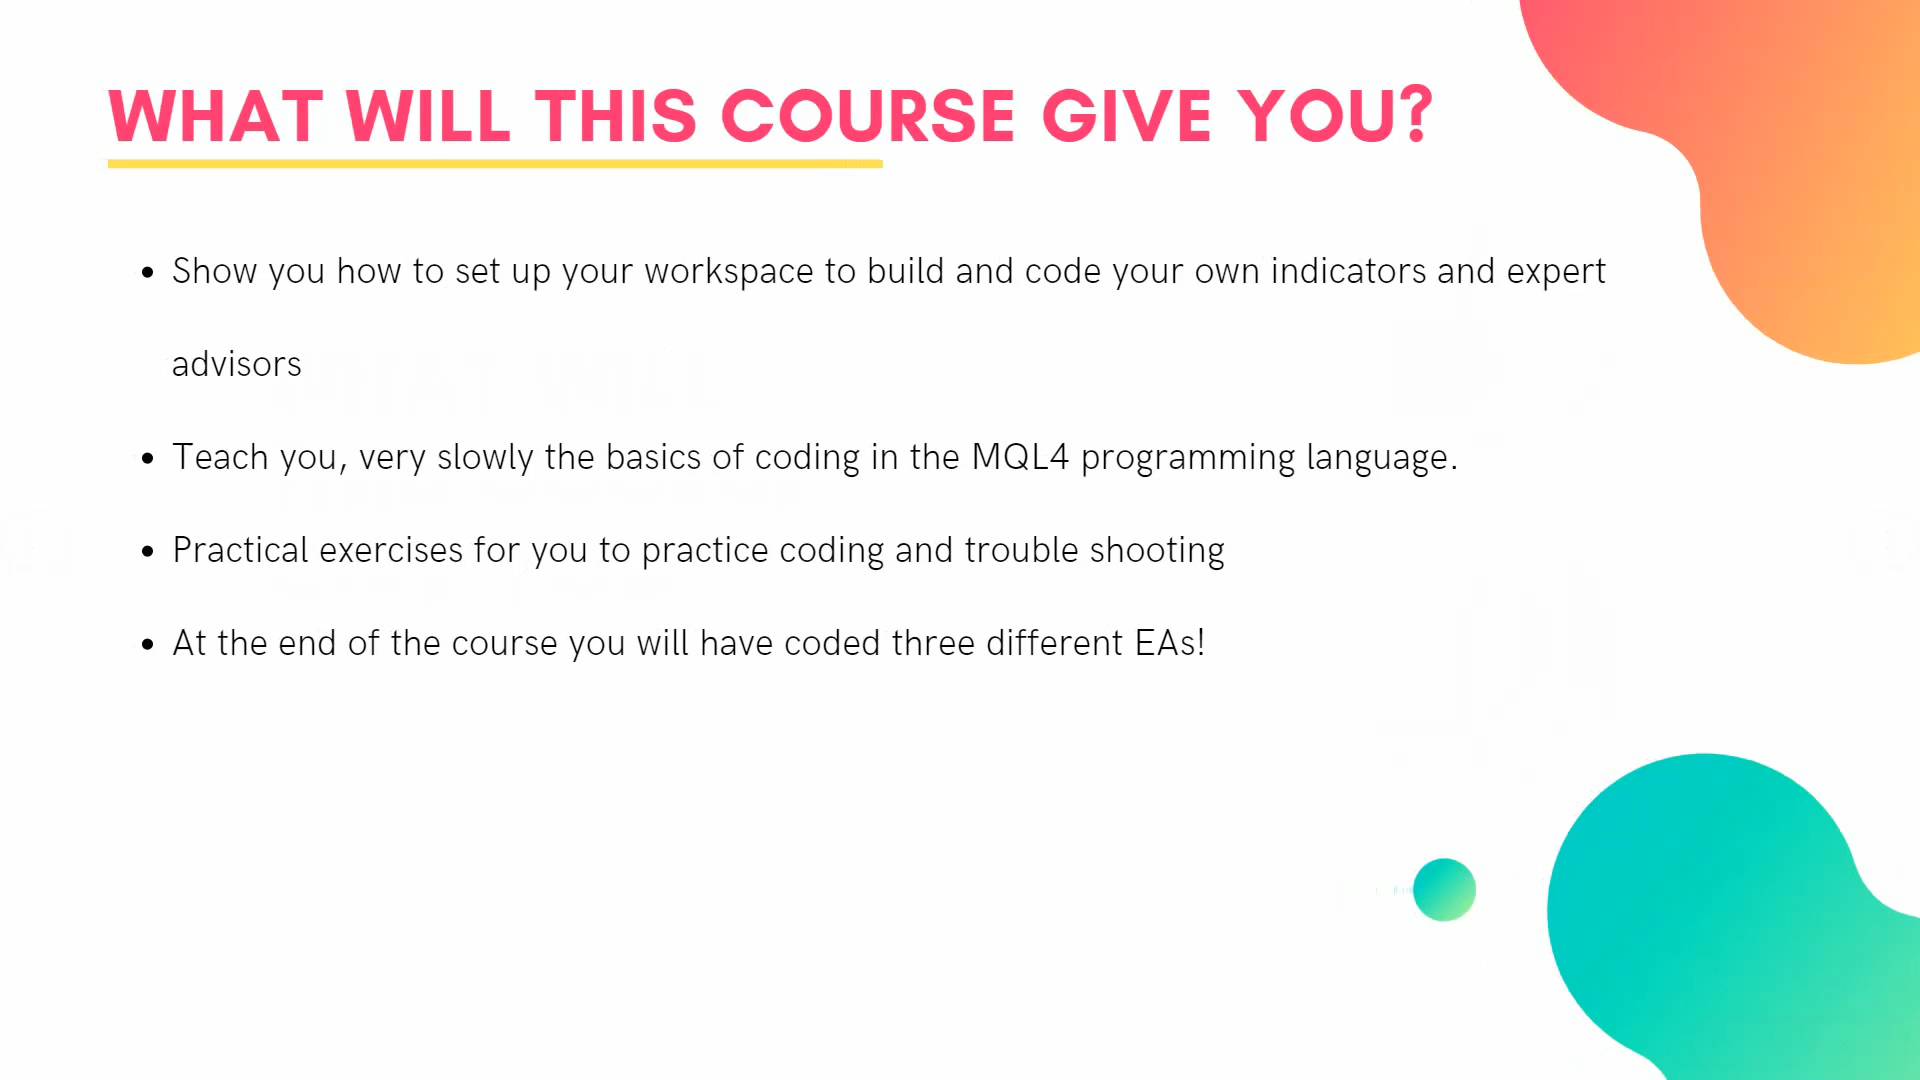 WHAT WILL THIS COURSE GIVE YOU?
• Show you how to set up your workspace to build and code your own indicators and expert
advisors
• Teach you, very slowly the basics of coding in the MQL4 programming language.
• Practical exercises for you to practice coding and trouble shooting
• At the end of the course you will have coded three different EAs!